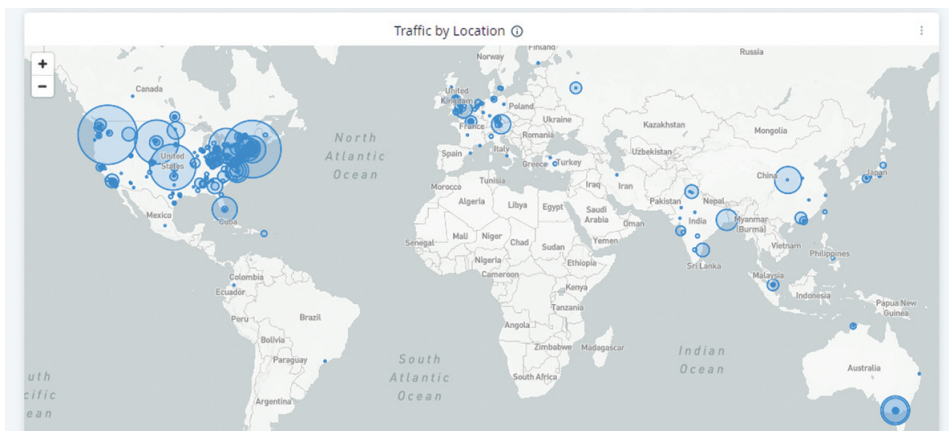 Traffic by Location
+
−
Canada
United
States
Mexico
Cuba
Colombia
Ecuador
Peru
Brazil
Bolivia
Paraguay
Argentina
North
Atlantic
Ocean
South
Atlantic
Ocean
uth
cific
ean
Norway
Finland
Russia
United
Kingdom
Poland
Ukraine
France
Romania
Spain
Italy
Greece
Turkey
Kazakhstan
Uzbekistan
Mongolia
China
Japan
Morocco
Tunisia
Algeria
Libya
Egypt
Iraq
Iran
Saudi
Arabia
Oman
Yemen
Pakistan
Nepal
India
Myanmar
(Burma)
Vietnam
Philippines
Sri Lanka
Malaysia
Indonesia
Papua New
Guinea
Senegal
Mali
Niger
Chad
Sudan
Nigeria
Ethiopia
Cameroon
Kenya
Tanzania
Angola
Zimbabwe
Madagascar
South Africa
Indian
Ocean
Australia